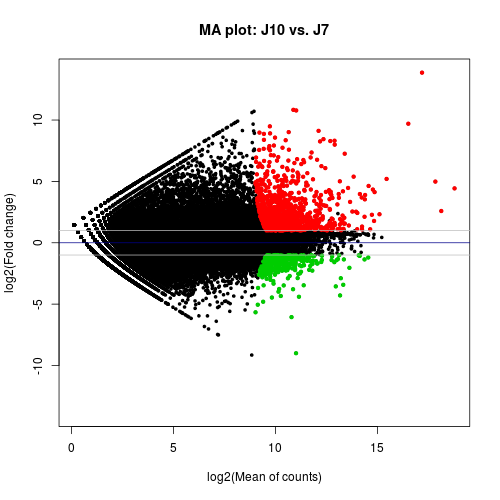 MA plot: J10 vs. J7
log2(Fold change)
10
5
0
-5
-10
0 5 10 15
log2(Mean of counts)